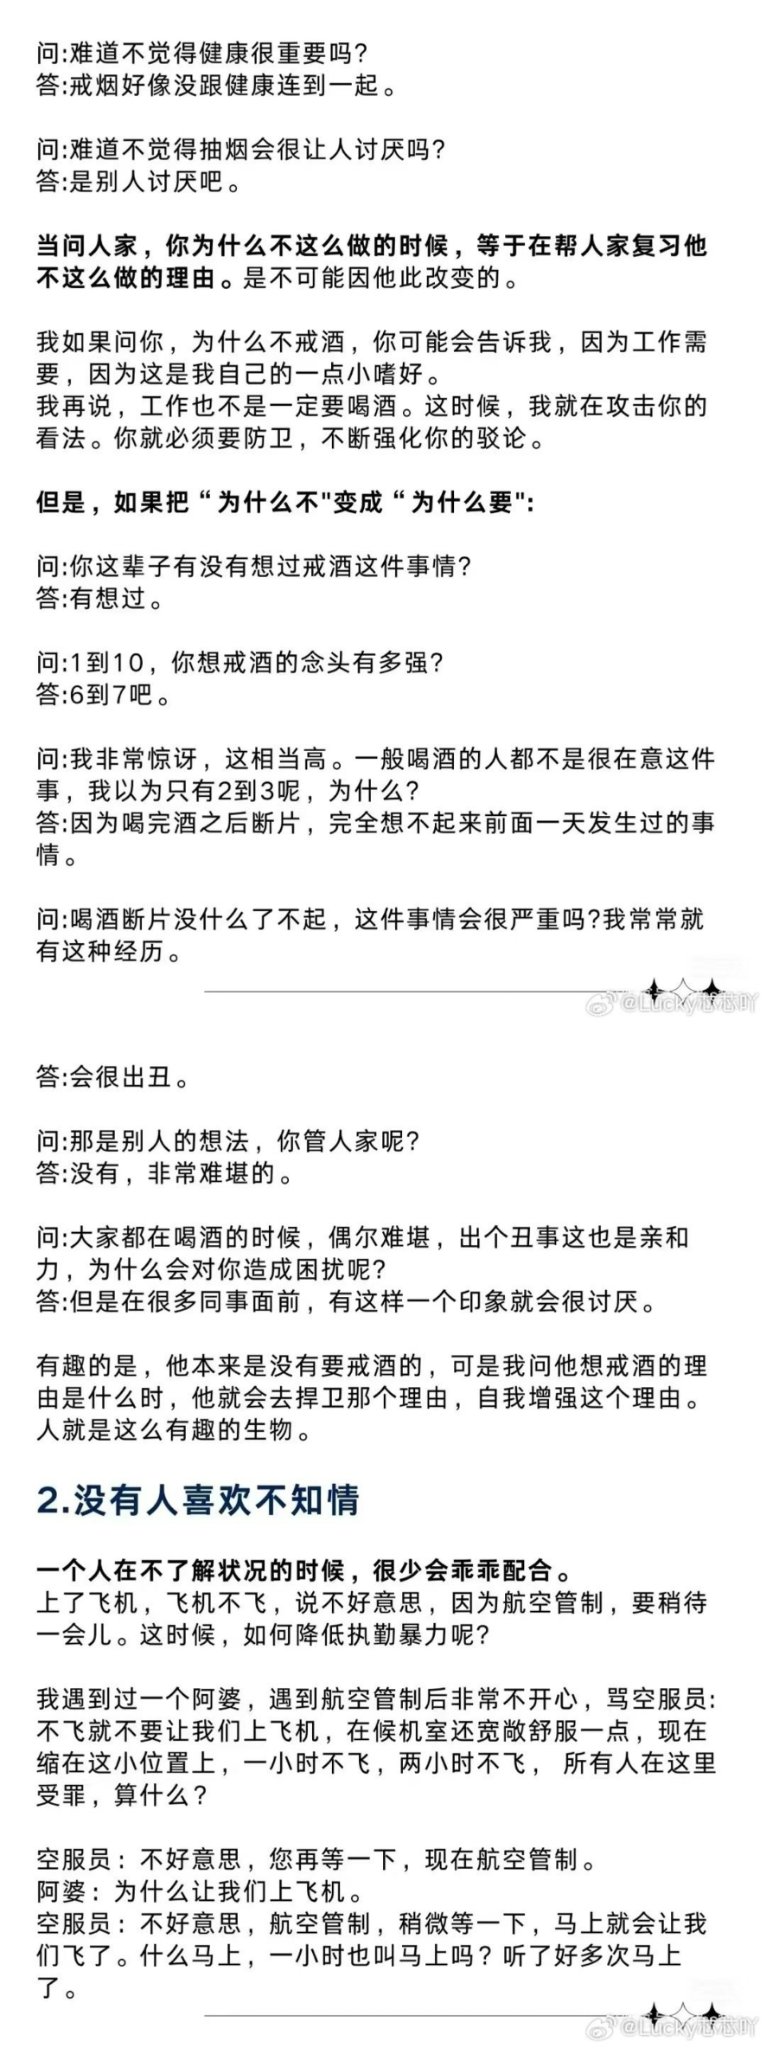 问:难道不觉得健康很重要吗?
答:戒烟好像没跟健康连到一起。
问:难道不觉得抽烟会很让人讨厌吗?
答:是别人讨厌吧。
当问人家，你为什么不这么做的时候，等于在帮人家复习他
不这么做的理由。是不可能因他此改变的。
我如果问你，为什么不戒酒，你可能会告诉我，因为工作需
要，因为这是我自己的一点小嗜好。
我再说，工作也不是一定要喝酒。这时候，我就在攻击你的
看法。你就必须要防卫，不断强化你的驳论。
但是，如果把“为什么不"变成“为什么要":
问:你这辈子有没有想过戒酒这件事情?
答:有想过。
问:1到10，你想戒酒的念头有多强?
答:6到7吧。
问:我非常惊讶，这相当高。一般喝酒的人都不是很在意这件
事，我以为只有2到3呢，为什么?
答:因为喝完酒之后断片，完全想不起来前面一天发生过的事
情。
问:喝酒断片没什么了不起，这件事情会很严重吗?我常常就
有这种经历。
@Lucky芯芯吖
答:会很出丑。
问:那是别人的想法，你管人家呢?
答:没有，非常难堪的。
问:大家都在喝酒的时候，偶尔难堪，出个丑事这也是亲和
力，为什么会对你造成困扰呢?
答:但是在很多同事面前，有这样一个印象就会很讨厌。
有趣的是，他本来是没有要戒酒的，可是我问他想戒酒的理
由是什么时，他就会去捍卫那个理由，自我增强这个理由。
人就是这么有趣的生物。
2.没有人喜欢不知情
一个人在不了解状况的时候，很少会乖乖配合。
上了飞机，飞机不飞，说不好意思，因为航空管制，要稍待
一会儿。这时候，如何降低执勤暴力呢?
我遇到过一个阿婆，遇到航空管制后非常不开心，骂空服员:
不飞就不要让我们上飞机，在候机室还宽敞舒服一点，现在
缩在这小位置上，一小时不飞，两小时不飞， 所有人在这里
受罪，算什么?
空服员：不好意思，您再等一下，现在航空管制。
阿婆：为什么让我们上飞机。
空服员：不好意思，航空管制，稍微等一下，马上就会让我
们飞了。什么马上，一小时也叫马上吗？听了好多次马上
了。
@Lucky芯芯吖